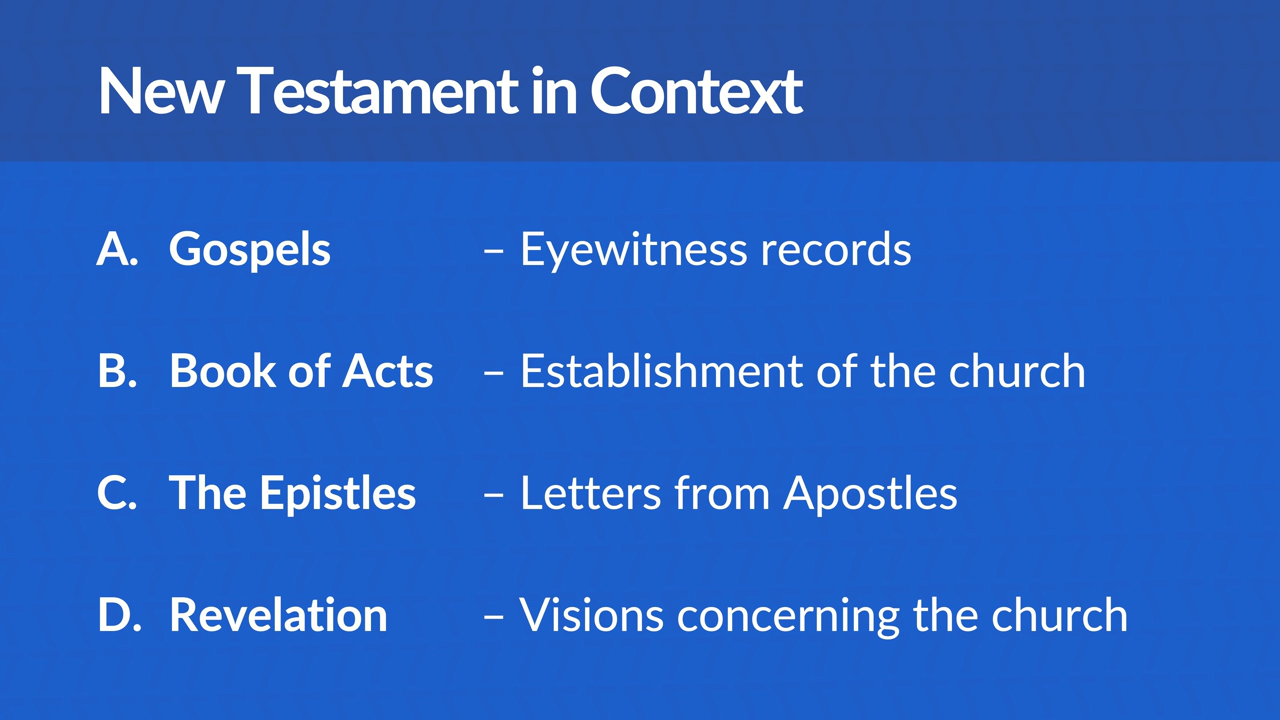 New Testament in Context
A. Gospels – Eyewitness records
B. Book of Acts – Establishment of the church
C. The Epistles – Letters from Apostles
D. Revelation – Visions concerning the church